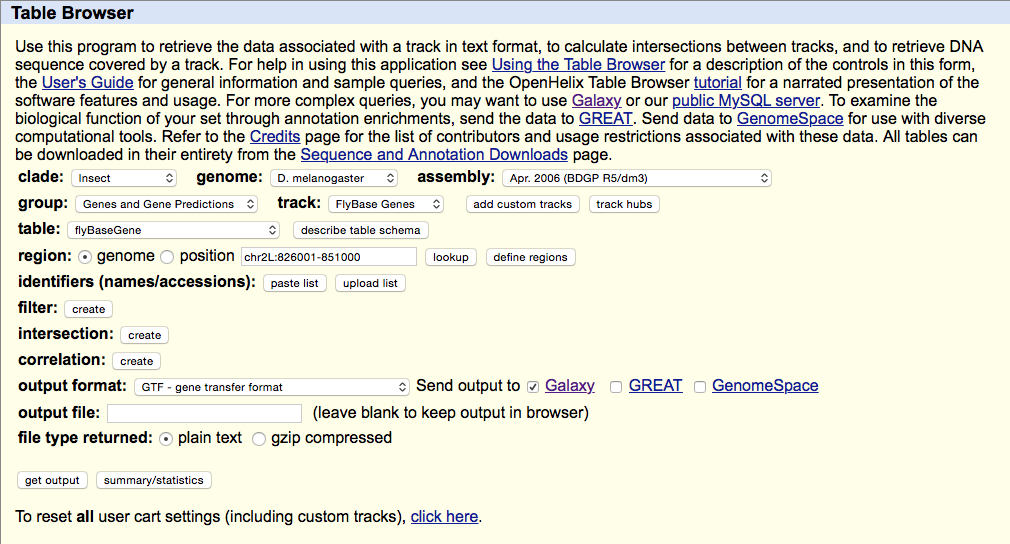 Table Browser
Use this program to retrieve the data associated with a track in text format, to calculate intersections between tracks, and to retrieve DNA
sequence covered by a track. For help in using this application see Using the Table Browser for a description of the controls in this form,
the User's Guide for general information and sample queries, and the OpenHelix Table Browser tutorial for a narrated presentation of the
software features and usage. For more complex queries, you may want to use Galaxy or our public MySQL server. To examine the
biological function of your set through annotation enrichments, send the data to GREAT. Send data to GenomeSpace for use with diverse
computational tools. Refer to the Credits page for the list of contributors and usage restrictions associated with these data. All tables can
be downloaded in their entirety from the Sequence and Annotation Downloads page.
clade: Insect genome: D. melanogaster assembly: Apr. 2006 (BDGP R5/dm3)
group: Genes and Gene Predictions track: FlyBase Genes add custom tracks track hubs
table: flyBaseGene describe table schema
region: genome position chr2L:826001-851000 lookup define regions
identifiers (names/accessions): paste list upload list
filter: create
intersection: create
correlation: create
output format: GTF - gene transfer format Send output to Galaxy GREAT GenomeSpace
output file: (leave blank to keep output in browser)
file type returned: plain text gzip compressed
get output summary/statistics
To reset all user cart settings (including custom tracks), click here.